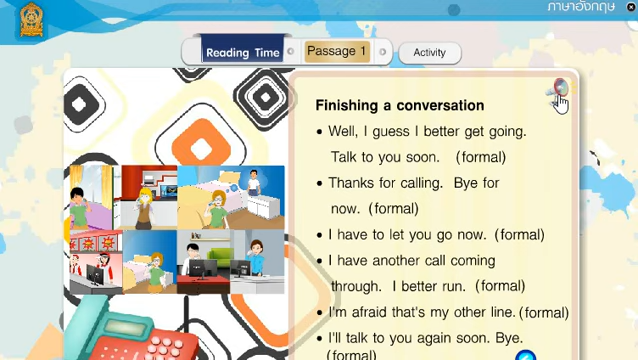 ภาษาอังกฤษ
Reading Time
Passage 1
Activity
Finishing a conversation
• Well, I guess I better get going.
Talk to you soon. (formal)
• Thanks for calling. Bye for
now. (formal)
• I have to let you go now. (formal)
• I have another call coming
through. I better run. (formal)
• I'm afraid that's my other line. (formal)
• I'll talk to you again soon. Bye.
(formal)